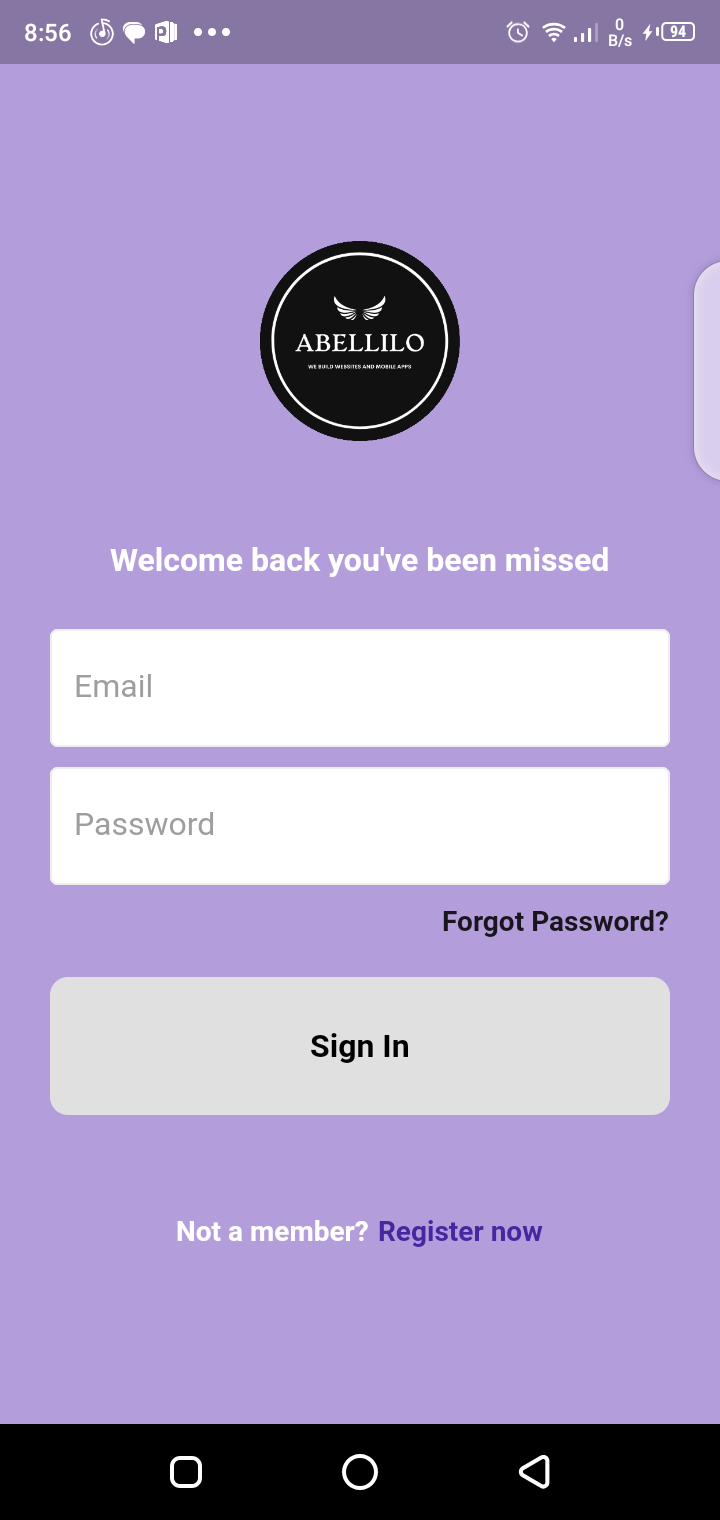 8:56
0
B/s
94
ABELLILO
WE BUILD WEBSITES AND MOBILE APPS
Welcome back you've been missed
Email
Password
Forgot Password?
Sign In
Not a member? Register now